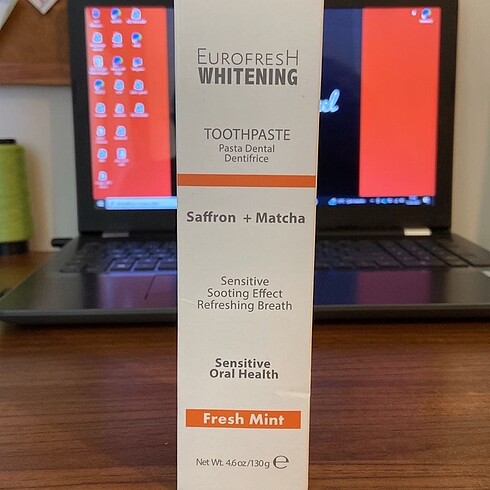 EUROFRESH
WHITENING
TOOTHPASTE
Pasta Dental
Dentifrice
Saffron + Matcha
Sensitive
Sooting Effect
Refreshing Breath
Sensitive
Oral Health
Fresh Mint
Net Wt. 4.6 oz/130g ℮